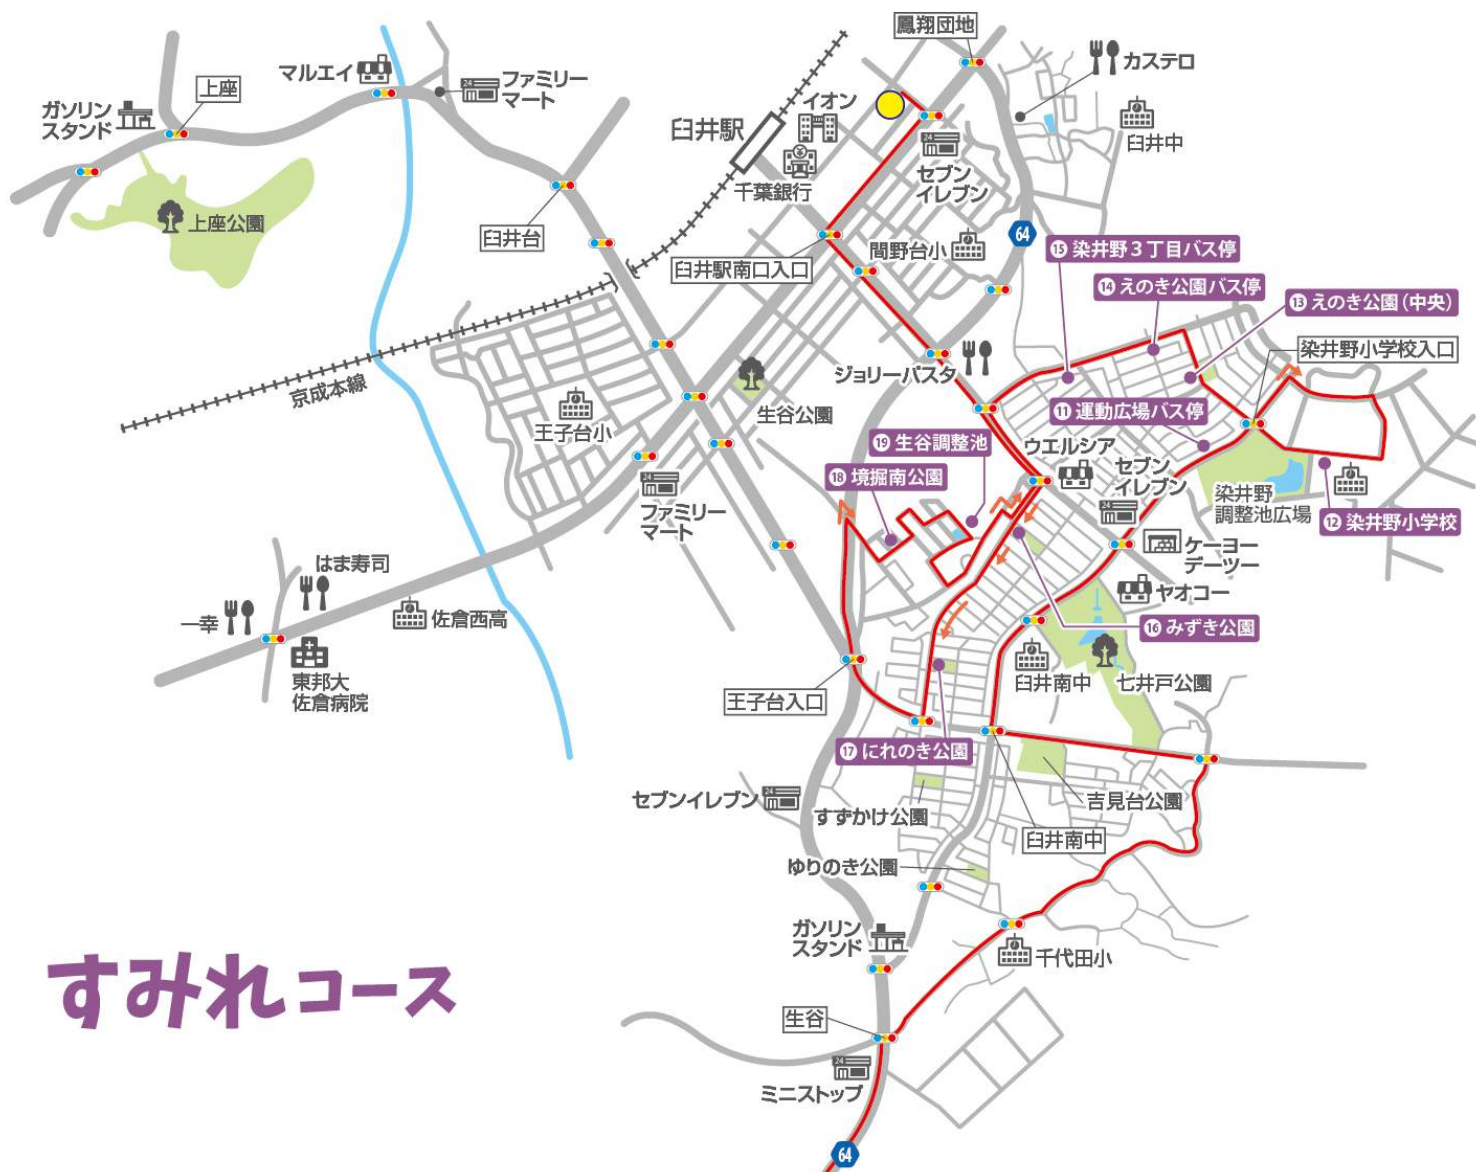 鳳翔団地
カステロ
マルエイ
ファミリー
マート
上座
ガソリン
スタンド
イオン
臼井駅
臼井中
千葉銀行
セブン
イレブン
上座公園
臼井台
64
間野台小
⑮ 染井野3丁目バス停
臼井駅南口入口
⑭ えのき公園バス停
⑬ えのき公園(中央)
染井野小学校入口
ジョリーパスタ
京成本線
生谷公園
⑪ 運動広場バス停
王子台小
⑲ 生谷調整池
ウエルシア
セブン
イレブン
⑱ 境掘南公園
染井野
調整池広場
⑫ 染井野小学校
24
ファミリー
マート
ケーヨー
デーツー
はま寿司
ヤオコー
一幸
佐倉西高
⑯ みずき公園
東邦大
佐倉病院
臼井南中
七井戸公園
王子台入口
⑰ にれのき公園
セブンイレブン
24
すずかけ公園
吉見台公園
臼井南中
ゆりのき公園
ガソリン
スタンド
千代田小
すみれコース
生谷
24
ミニストップ
64